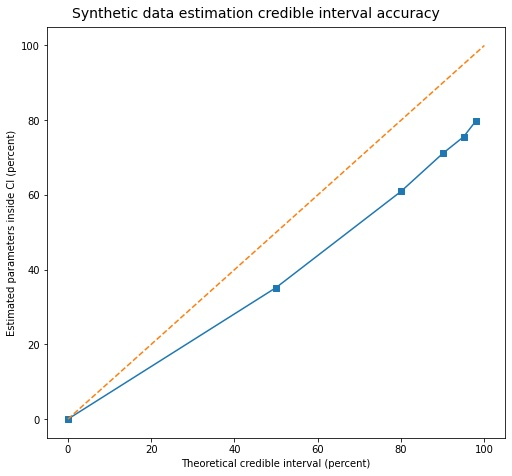 Synthetic data estimation credible interval accuracy
Estimated parameters inside CI (percent)
100
80
60
40
20
0
0 20 40 60 80 100
Theoretical credible interval (percent)